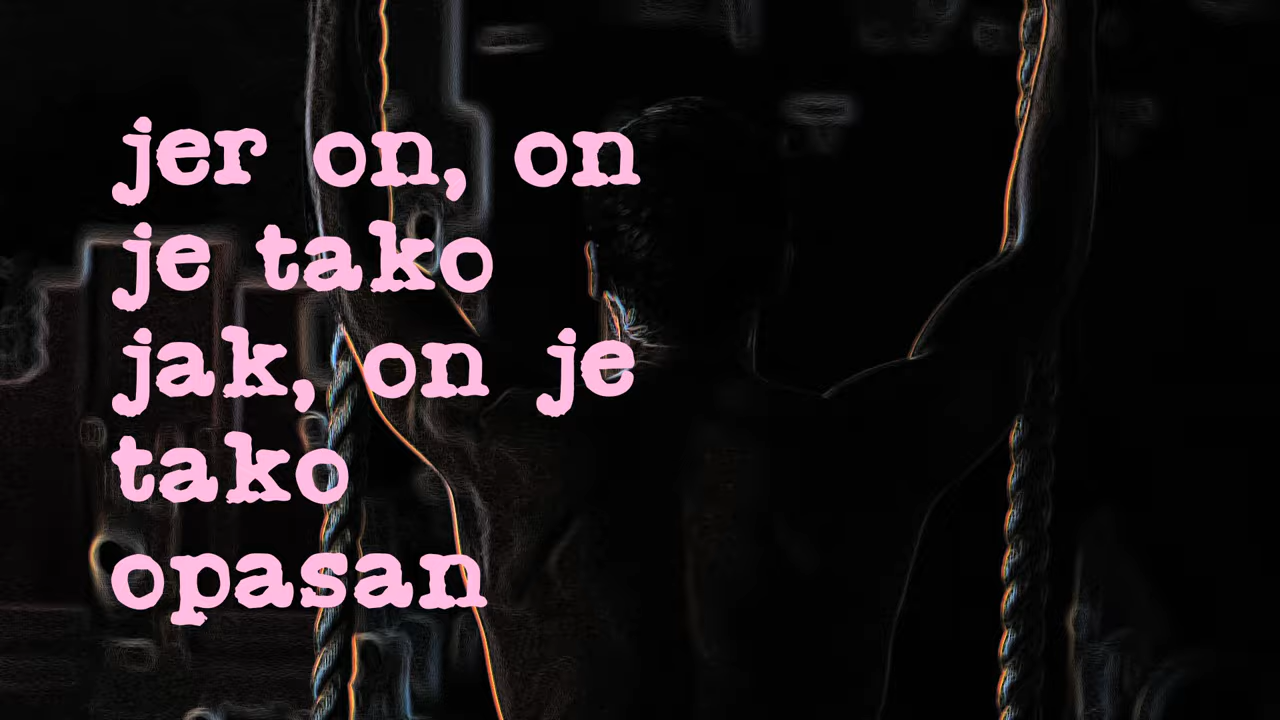 jer on, on
je tako
jak, on je
tako
opasan